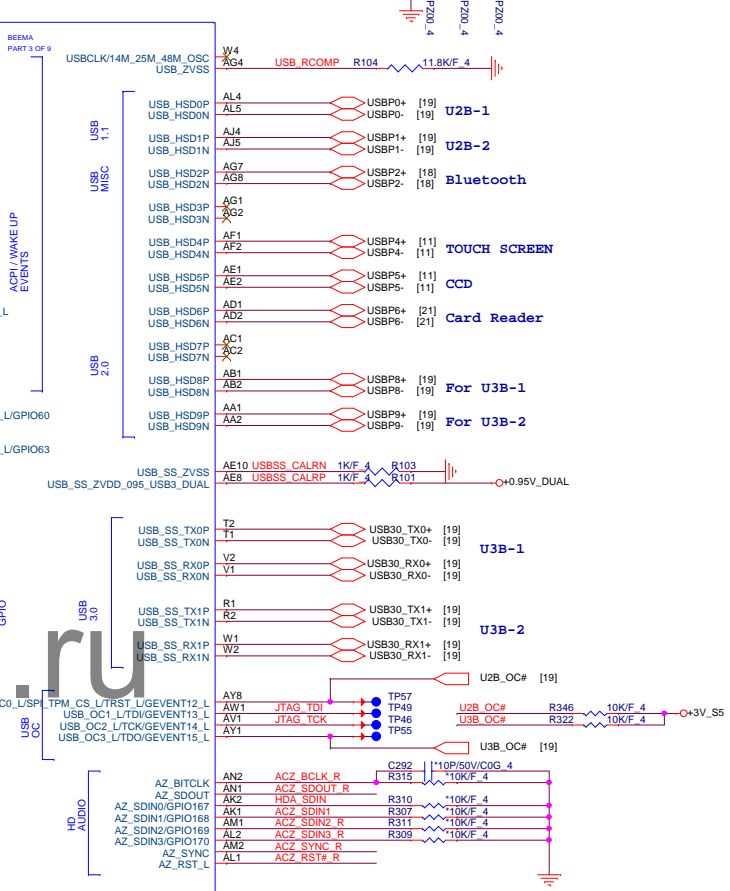 PZ00_4
PZ00_4
PZ00_4
BEEMA
PART 3 OF 9
USBCLK/14M_25M_48M_OSC W4
USB_ZVSS AG4 USB_RCOMP R104 11.8K/F_4
USB_HSD0P AL4 USBP0+ [19]
USB_HSD0N AL5 USBP0- [19] U2B-1
USB 1.1
USB_HSD1P AJ4 USBP1+ [19]
USB_HSD1N AJ5 USBP1- [19] U2B-2
USB MISC
USB_HSD2P AG7 USBP2+ [18]
USB_HSD2N AG8 USBP2- [18] Bluetooth
USB_HSD3P AG1
USB_HSD3N AG2
ACPI / WAKE UP EVENTS
USB_HSD4P AF1 USBP4+ [11]
USB_HSD4N AF2 USBP4- [11] TOUCH SCREEN
USB_HSD5P AE1 USBP5+ [11]
USB_HSD5N AE2 USBP5- [11] CCD
_L
USB_HSD6P AD1 USBP6+ [21]
USB_HSD6N AD2 USBP6- [21] Card Reader
USB_HSD7P AC1
USB_HSD7N AC2
USB 2.0
USB_HSD8P AB1 USBP8+ [19]
USB_HSD8N AB2 USBP8- [19] For U3B-1
_L/GPIO60
USB_HSD9P AA1 USBP9+ [19]
USB_HSD9N AA2 USBP9- [19] For U3B-2
_L/GPIO63
USB_SS_ZVSS AE10 USBSS_CALRN 1K/F_4 R103
USB_SS_ZVDD_095_USB3_DUAL AE8 USBSS_CALRP 1K/F_4 R101 +0.95V_DUAL
USB_SS_TX0P T2 USB30_TX0+ [19]
USB_SS_TX0N T1 USB30_TX0- [19]
U3B-1
USB_SS_RX0P V2 USB30_RX0+ [19]
USB_SS_RX0N V1 USB30_RX0- [19]
GPIO
USB 3.0
USB_SS_TX1P R1 USB30_TX1+ [19]
USB_SS_TX1N R2 USB30_TX1- [19]
U3B-2
USB_SS_RX1P W1 USB30_RX1+ [19]
USB_SS_RX1N W2 USB30_RX1- [19]
.ru
U2B_OC# [19]
USB OC
C0_L/SPI_TPM_CS_L/TRST_L/GEVENT12_L AY8 TP57
USB_OC1_L/TDI/GEVENT13_L AW1 JTAG_TDI TP49 U2B_OC# R346 10K/F_4 +3V_S5
USB_OC2_L/TCK/GEVENT14_L AV1 JTAG_TCK TP46 U3B_OC# R322 10K/F_4
USB_OC3_L/TDO/GEVENT15_L AY1 TP55
U3B_OC# [19]
C292 *10P/50V/C0G_4
AZ_BITCLK AN2 ACZ_BCLK_R R315 *10K/F_4
AZ_SDOUT AN1 ACZ_SDOUT_R
HD AUDIO
AZ_SDIN0/GPIO167 AK2 HDA_SDIN R310 *10K/F_4
AZ_SDIN1/GPIO168 AK1 ACZ_SDIN1 R307 *10K/F_4
AZ_SDIN2/GPIO169 AM1 ACZ_SDIN2_R R311 *10K/F_4
AZ_SDIN3/GPIO170 AL2 ACZ_SDIN3_R R309 *10K/F_4
AZ_SYNC AM2 ACZ_SYNC_R
AZ_RST_L AL1 ACZ_RST#_R